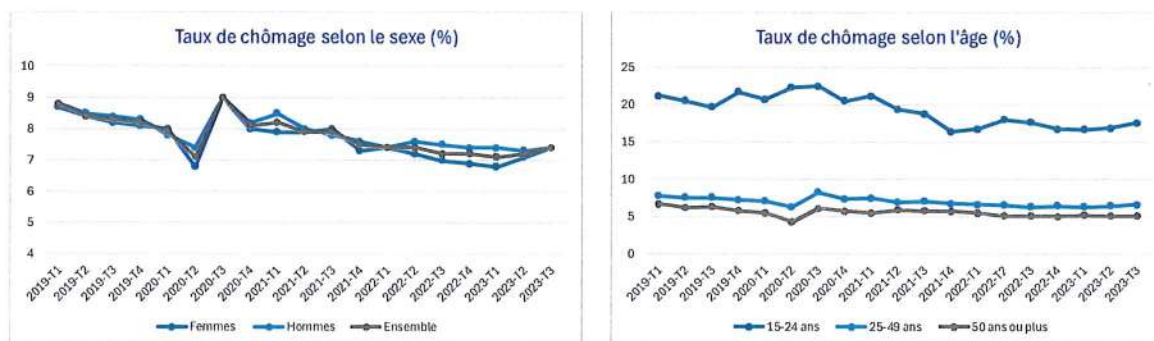 Taux de chômage selon le sexe (%)
10
9
8
7
6
5
4
2019-T1
2019-T2
2019-T3
2019-T4
2020-T1
2020-T2
2020-T3
2020-T4
2021-T1
2021-T2
2021-T3
2021-T4
2022-T1
2022-T2
2022-T3
2022-T4
2023-T1
2023-T2
2023-T3
Femmes Hommes Ensemble
Taux de chômage selon l'âge (%)
25
20
15
10
5
0
2019-T1
2019-T2
2019-T3
2019-T4
2020-T1
2020-T2
2020-T3
2020-T4
2021-T1
2021-T2
2021-T3
2021-T4
2022-T1
2022-T2
2022-T3
2022-T4
2023-T1
2023-T2
2023-T3
15-24 ans 25-49 ans 50 ans ou plus